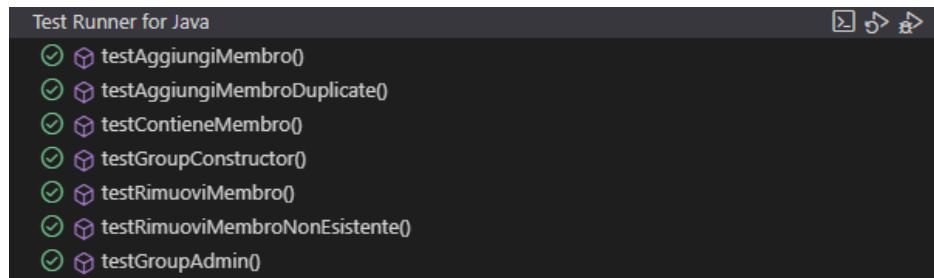 Test Runner for Java
testAggiungiMembro()
testAggiungiMembroDuplicate()
testContieneMembro()
testGroupConstructor()
testRimuoviMembro()
testRimuoviMembroNonEsistente()
testGroupAdmin()